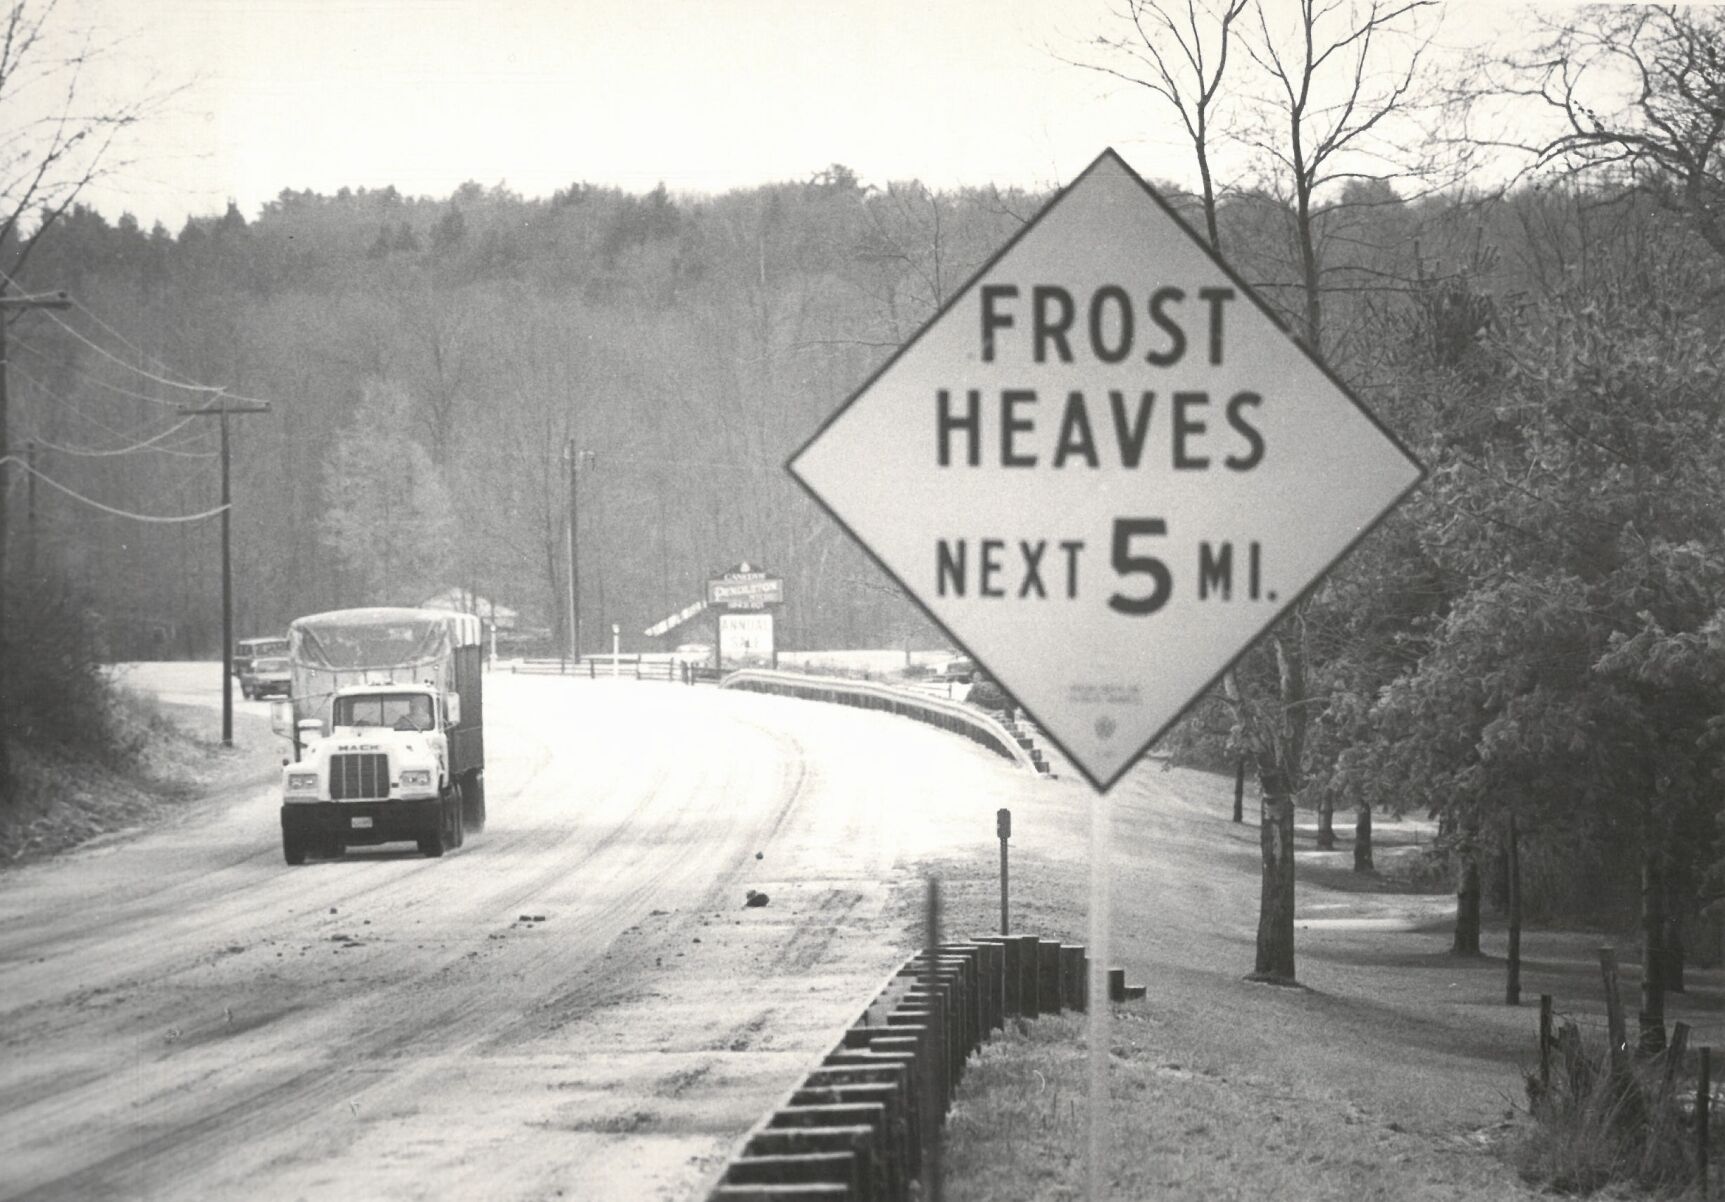 FROST
HEAVES
NEXT 5 MI.
PENDLETON
ANNUAL
SALE
MACK